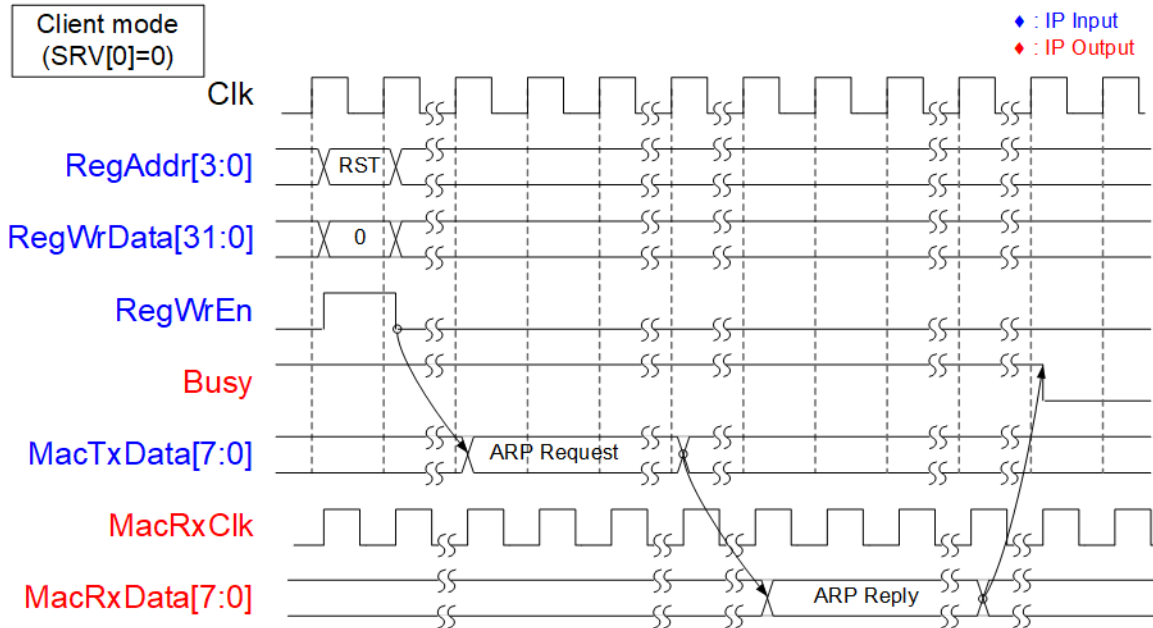 Client mode
(SRV[0]=0)
♦ : IP Input
♦ : IP Output
Clk
RegAddr[3:0]
RST
RegWrData[31:0]
0
RegWrEn
Busy
MacTxData[7:0]
ARP Request
MacRxClk
MacRxData[7:0]
ARP Reply